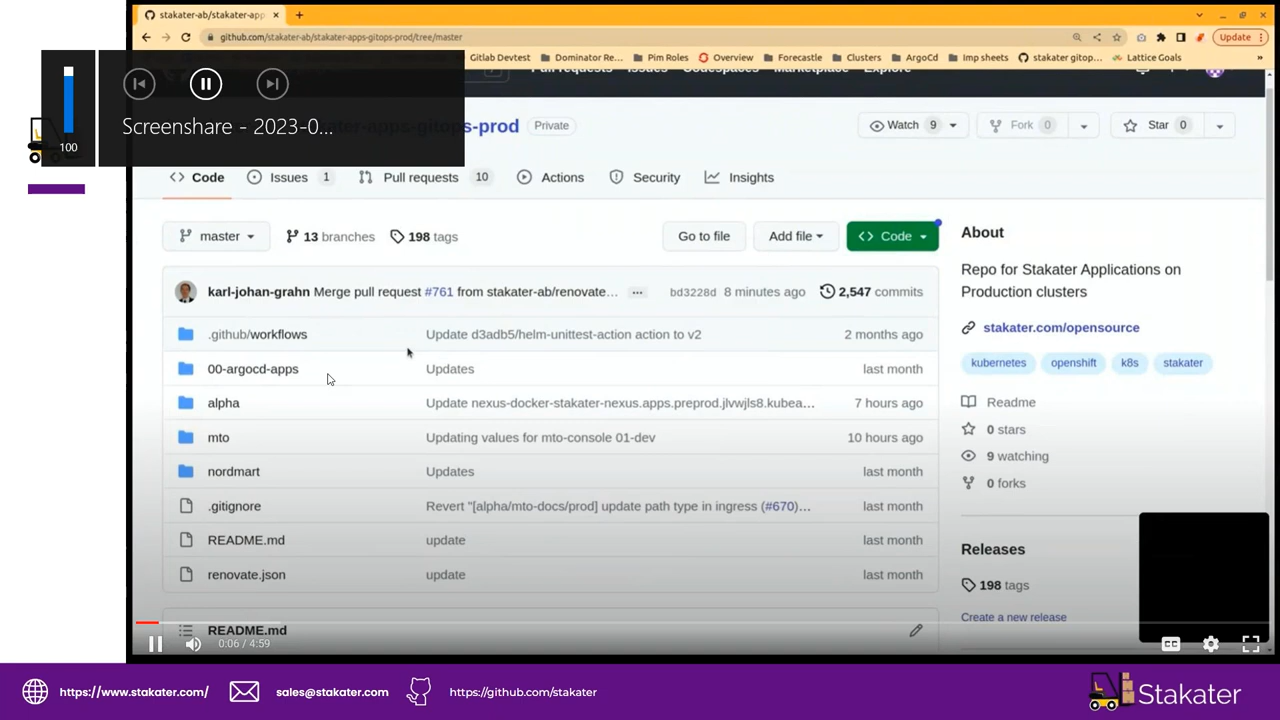 stakater-ab/stakater-app
github.com/stakater-ab/stakater-apps-gitops-prod/tree/master
Update
Gitlab Devtest
Dominator Re...
Pim Roles
Overview
Forecastle
Clusters
ArgoCd
Imp sheets
stakater gitop...
Lattice Goals
»
100
Screenshare - 2023-0...
kater-apps-gitops-prod
Private
Watch 9
Fork 0
Star 0
Code
Issues 1
Pull requests 10
Actions
Security
Insights
master
13 branches
198 tags
Go to file
Add file
Code
karl-johan-grahn Merge pull request #761 from stakater-ab/renovate... ... bd3228d 8 minutes ago 2,547 commits
.github/workflows Update d3adb5/helm-unittest-action action to v2 2 months ago
00-argocd-apps Updates last month
alpha Update nexus-docker-stakater-nexus.apps.preprod.jlvwjls8.kubea... 7 hours ago
mto Updating values for mto-console 01-dev 10 hours ago
nordmart Updates last month
.gitignore Revert "[alpha/mto-docs/prod] update path type in ingress (#670)... last month
README.md update last month
renovate.json update last month
README.md
About
Repo for Stakater Applications on
Production clusters
stakater.com/opensource
kubernetes openshift k8s stakater
Readme
0 stars
9 watching
0 forks
Releases
198 tags
Create a new release
0:06 / 4:59
CC
https://www.stakater.com/
sales@stakater.com
https://github.com/stakater
Stakater